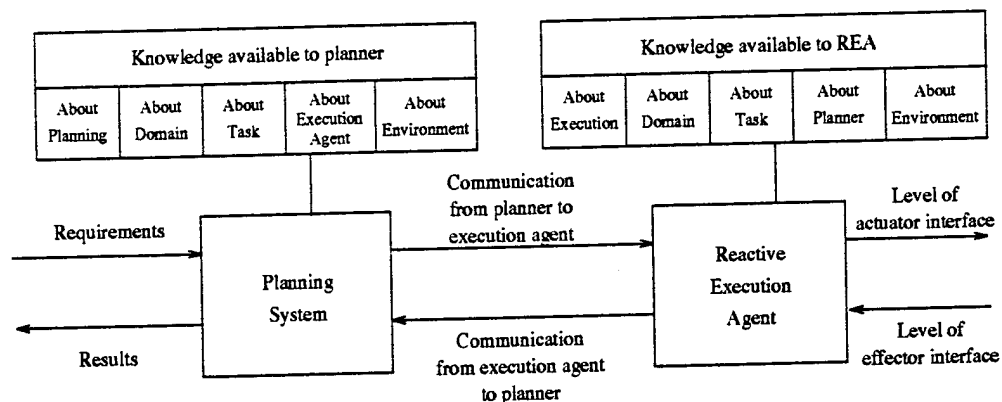 Knowledge available to planner
About
Planning
About
Domain
About
Task
About
Execution
Agent
About
Environment
Knowledge available to REA
About
Execution
About
Domain
About
Task
About
Planner
About
Environment
Requirements
Results
Planning
System
Communication
from planner to
execution agent
Communication
from execution agent
to planner
Reactive
Execution
Agent
Level of
actuator interface
Level of
effector interface